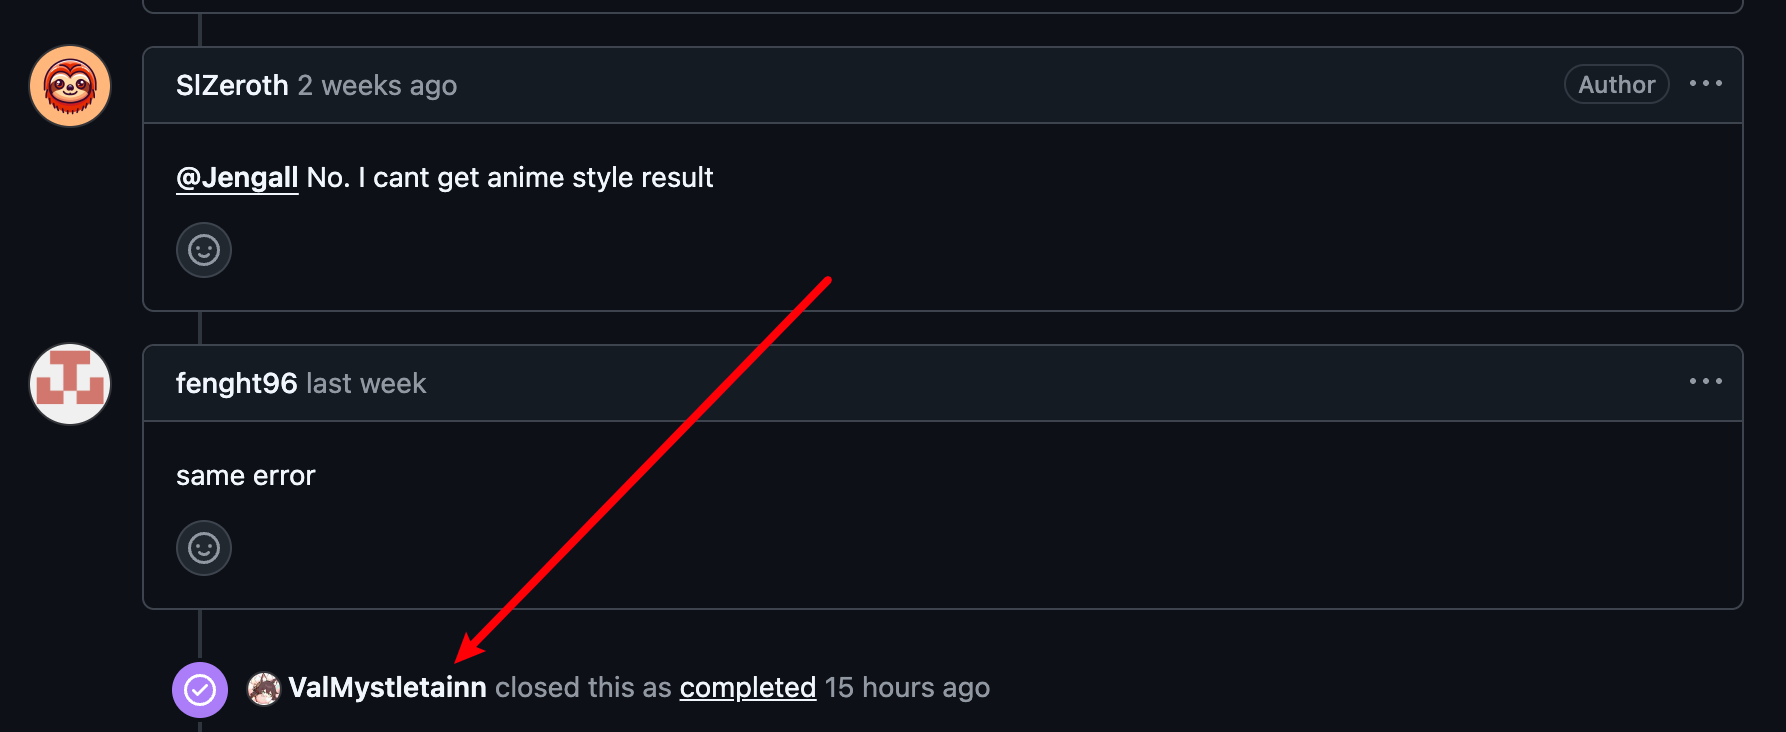 SlZeroth 2 weeks ago Author
@Jengall No. I cant get anime style result
fenght96 last week
same error
ValMystletainn closed this as completed 15 hours ago